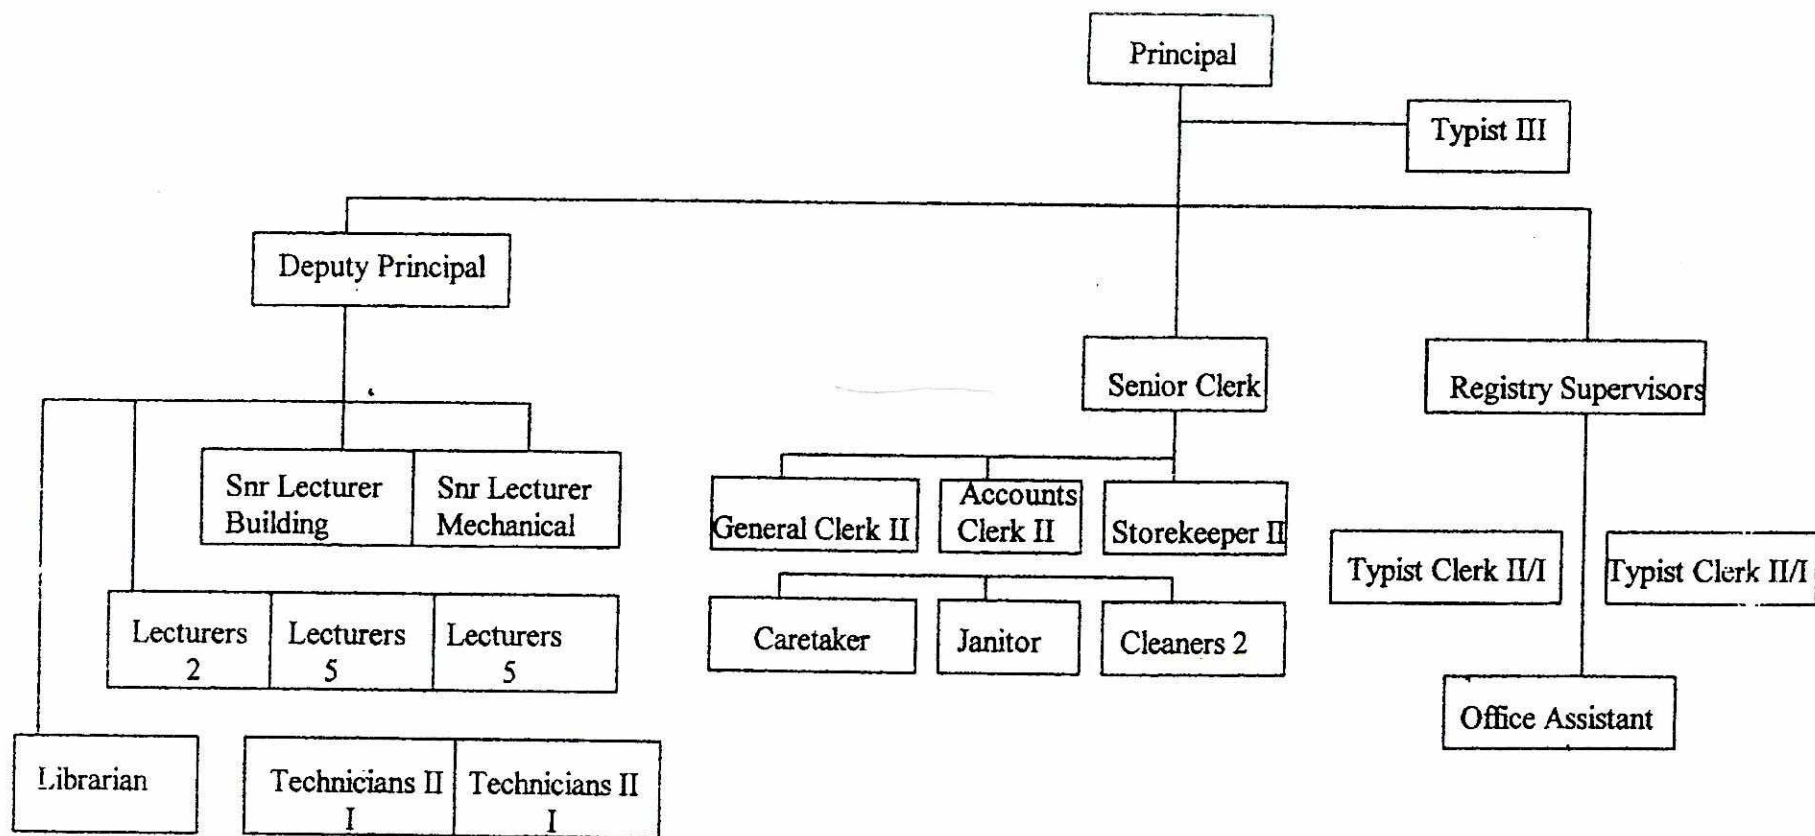 Principal
Typist III
Deputy Principal
Senior Clerk
Registry Supervisors
Snr Lecturer
Building
Snr Lecturer
Mechanical
General Clerk II
Accounts
Clerk II
Storekeeper II
Typist Clerk II/I
Typist Clerk II/I
Lecturers
2
Lecturers
5
Lecturers
5
Caretaker
Janitor
Cleaners 2
Office Assistant
Librarian
Technicians II
I
Technicians II
I